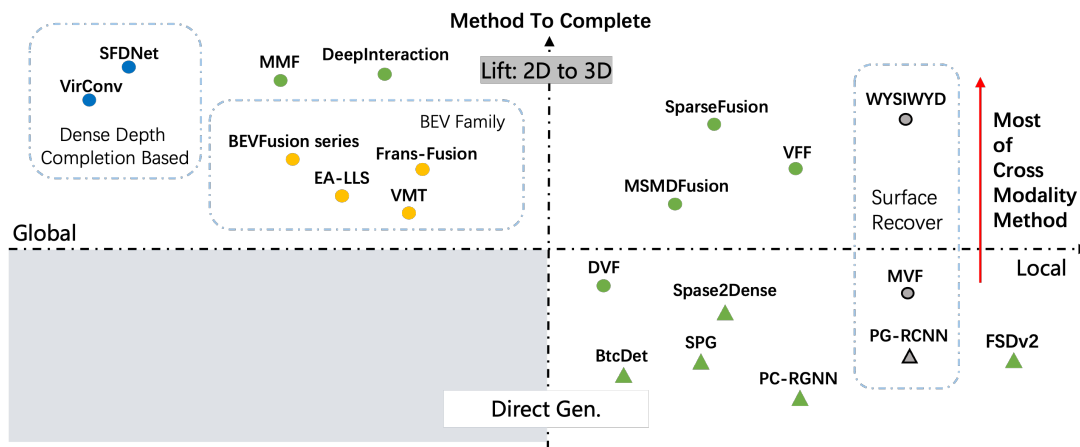 Method To Complete
SFDNet
VirConv
Dense Depth
Completion Based
MMF
DeepInteraction
Lift: 2D to 3D
BEV Family
BEVFusion series
Frans-Fusion
EA-LLS
VMT
SparseFusion
VFF
MSMDFusion
WYSIWYD
Surface
Recover
Most
of
Cross
Modality
Method
Global
Local
DVF
Spase2Dense
MVF
BtcDet
SPG
PC-RGNN
PG-RCNN
FSDv2
Direct Gen.